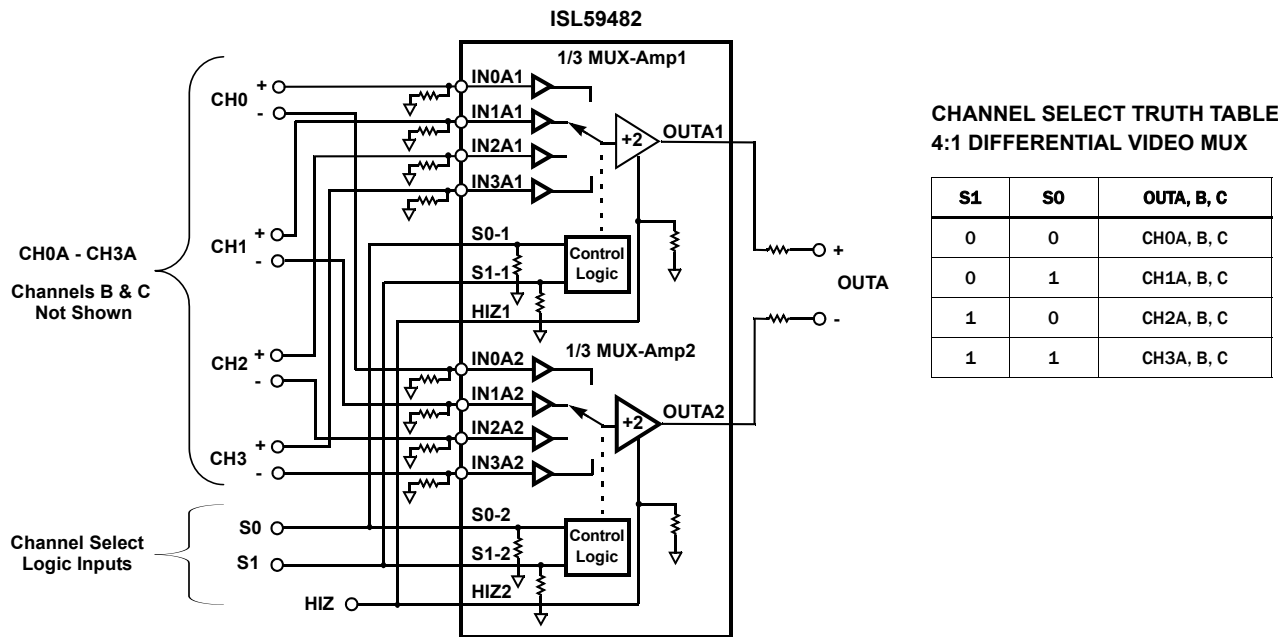 ISL59482
1/3 MUX-Amp1
CH0
+
-
IN0A1
IN1A1
IN2A1
IN3A1
+2
OUTA1
CH1
+
-
CH0A - CH3A
Channels B & C
Not Shown
S0-1
S1-1
HIZ1
Control
Logic
+
OUTA
-
1/3 MUX-Amp2
CH2
+
-
IN0A2
IN1A2
IN2A2
IN3A2
+2
OUTA2
CH3
+
-
Channel Select
Logic Inputs
S0
S1
HIZ
S0-2
S1-2
HIZ2
Control
Logic
CHANNEL SELECT TRUTH TABLE
4:1 DIFFERENTIAL VIDEO MUX
S1 S0 OUTA, B, C
0 0 CH0A, B, C
0 1 CH1A, B, C
1 0 CH2A, B, C
1 1 CH3A, B, C